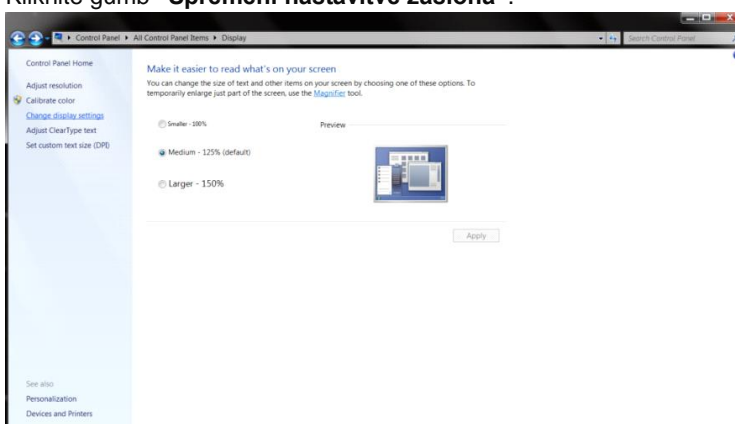 Kliknite gumb "Spremeni nastavitve zaslona".
Control Panel ▸ All Control Panel Items ▸ Display
Search Control Panel
Control Panel Home
Adjust resolution
Calibrate color
Change display settings
Adjust ClearType text
Set custom text size (DPI)
Make it easier to read what's on your screen
You can change the size of text and other items on your screen by choosing one of these options. To
temporarily enlarge just part of the screen, use the Magnifier tool.
Smaller - 100%
Preview
Medium - 125% (default)
Larger - 150%
Apply
See also
Personalization
Devices and Printers